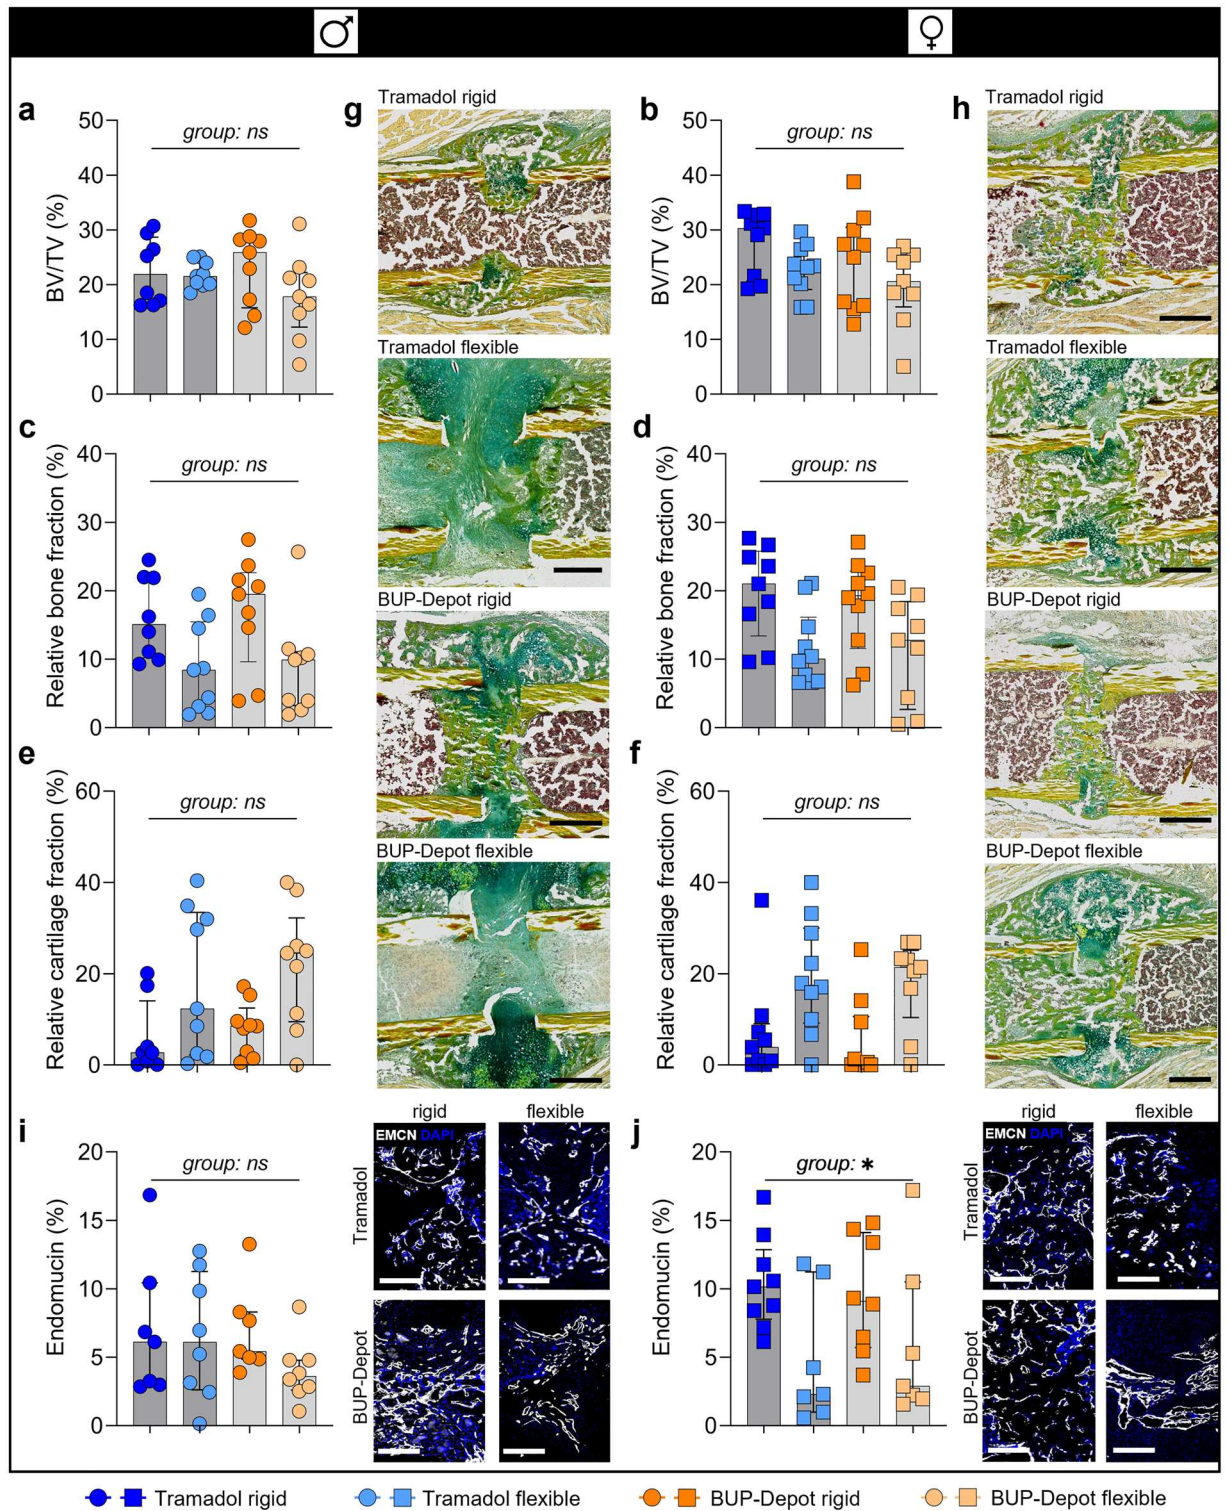 ♂ ♀
a
50
40
30
20
10
0
BV/TV (%)
group: ns
g
Tramadol rigid
Tramadol flexible
BUP-Depot rigid
BUP-Depot flexible
b
50
40
30
20
10
0
BV/TV (%)
group: ns
h
Tramadol rigid
Tramadol flexible
BUP-Depot rigid
BUP-Depot flexible
c
40
30
20
10
0
Relative bone fraction (%)
group: ns
d
40
30
20
10
0
Relative bone fraction (%)
group: ns
e
60
40
20
0
Relative cartilage fraction (%)
group: ns
f
60
40
20
0
Relative cartilage fraction (%)
group: ns
i
20
15
10
5
0
Endomucin (%)
group: ns
rigid flexible
EMCN DAPI
Tramadol
BUP-Depot
j
20
15
10
5
0
Endomucin (%)
group: *
rigid flexible
EMCN DAPI
Tramadol
BUP-Depot
Tramadol rigid Tramadol flexible BUP-Depot rigid BUP-Depot flexible